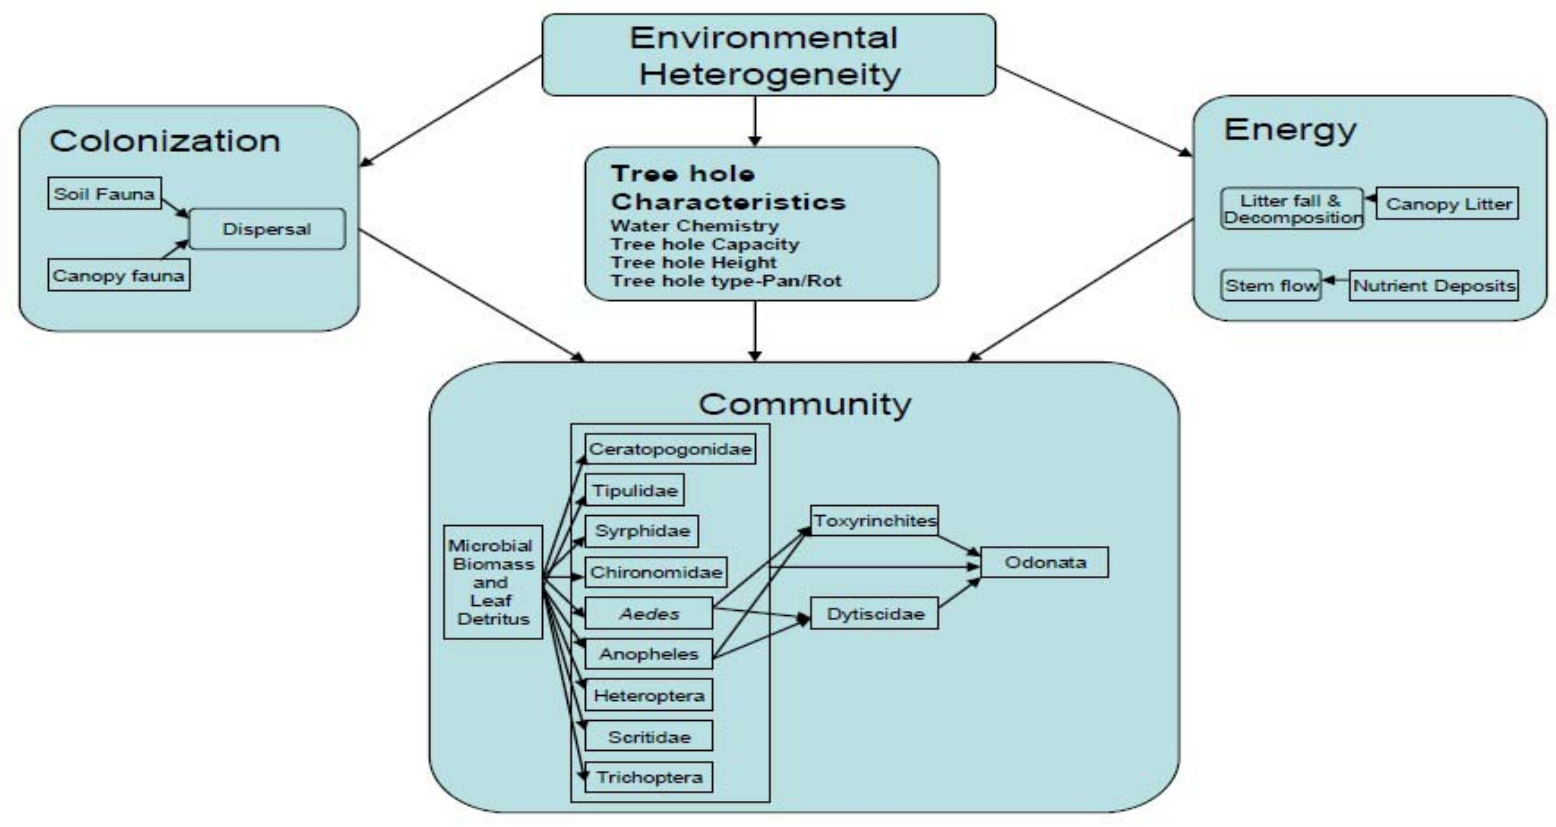 Environmental
Heterogeneity
Colonization
Soil Fauna
Dispersal
Canopy fauna
Tree hole
Characteristics
Water Chemistry
Tree hole Capacity
Tree hole Height
Tree hole type-Pan/Rot
Energy
Litter fall &
Decomposition
Canopy Litter
Stem flow
Nutrient Deposits
Community
Microbial
Biomass
and
Leaf
Detritus
Ceratopogonidae
Tipulidae
Syrphidae
Chironomidae
Aedes
Anopheles
Heteroptera
Scritidae
Trichoptera
Toxyrinchites
Dytiscidae
Odonata